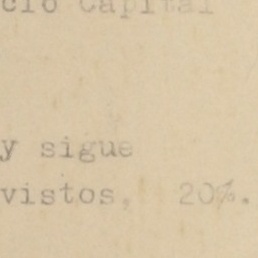 cio Capital
y sigue
vistos, 20%.